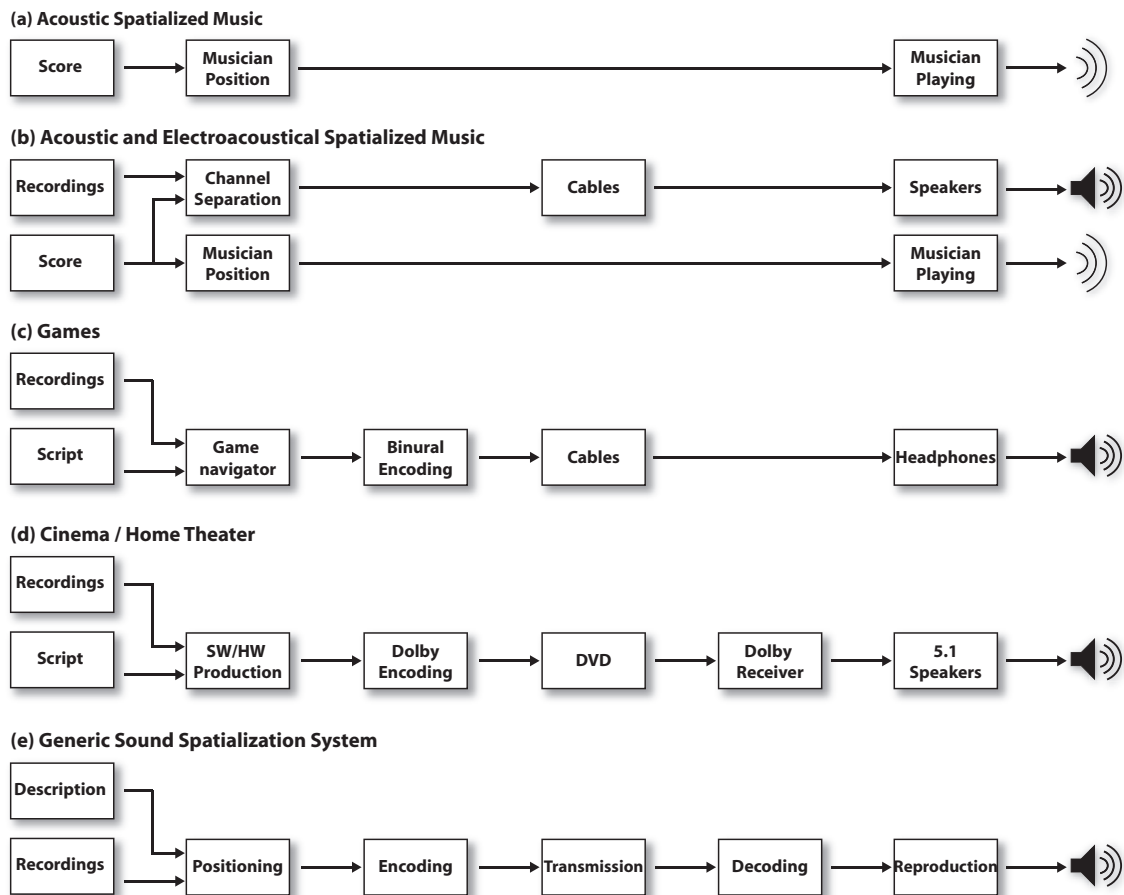 (a) Acoustic Spatialized Music
Score
Musician
Position
Musician
Playing
(b) Acoustic and Electroacoustical Spatialized Music
Recordings
Channel
Separation
Cables
Speakers
Score
Musician
Position
Musician
Playing
(c) Games
Recordings
Script
Game
navigator
Binural
Encoding
Cables
Headphones
(d) Cinema / Home Theater
Recordings
Script
SW/HW
Production
Dolby
Encoding
DVD
Dolby
Receiver
5.1
Speakers
(e) Generic Sound Spatialization System
Description
Recordings
Positioning
Encoding
Transmission
Decoding
Reproduction